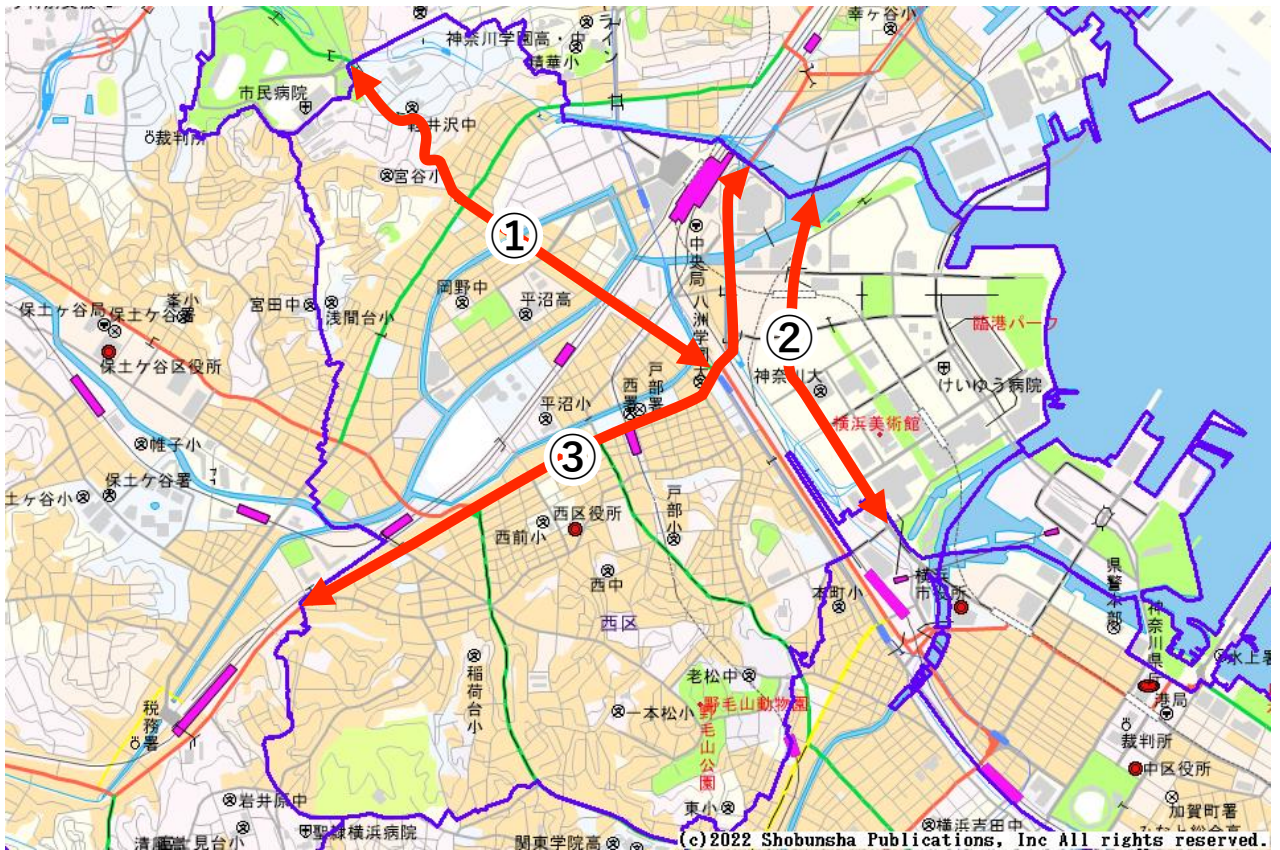 幸ヶ谷小
神奈川学園高・中
精華小
市民病院
軽井沢中
裁判所
宮谷小
①
中央局
岡野中
平沼高
八洲学園大
保土ケ谷局
峯小
保土ケ谷署
宮田中
浅間台小
臨港パーク
保土ケ谷区役所
②
戸部署
西署
神奈川大
けいゆう病院
平沼小
横浜美術館
帷子小
③
保土ケ谷署
土ヶ谷小
戸部小
西区役所
西前小
西中
本町小
横浜市役所
県警本部
神奈川県庁
西区
水上署
稲荷台小
老松中
野毛山動物園
港局
税務署
一本松小
野毛山公園
裁判所
中区役所
岩井原中
東小
加賀町署
聖隷横浜病院
横浜吉田中
関東学院高
(c)2022 Shobunsha Publications, Inc All rights reserved.